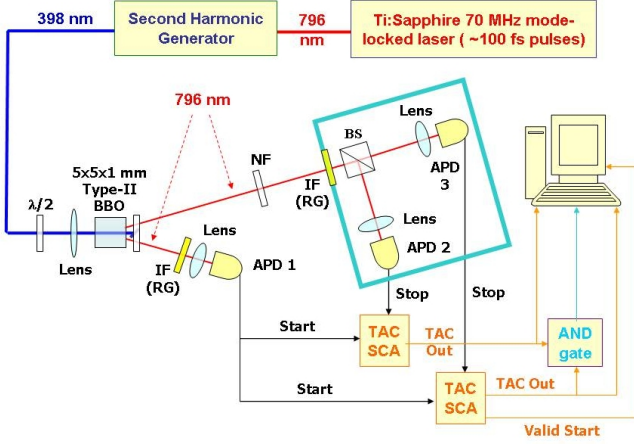 398 nm
Second Harmonic
Generator
796
nm
Ti:Sapphire 70 MHz mode-
locked laser ( ~100 fs pulses)
796 nm
5x5x1 mm
Type-II
BBO
λ/2
Lens
NF
IF
(RG)
BS
Lens
APD
3
Lens
APD 2
IF
(RG)
Lens
APD 1
Stop
Stop
Start
TAC
SCA
TAC
Out
AND
gate
Start
TAC
SCA
TAC Out
Valid Start